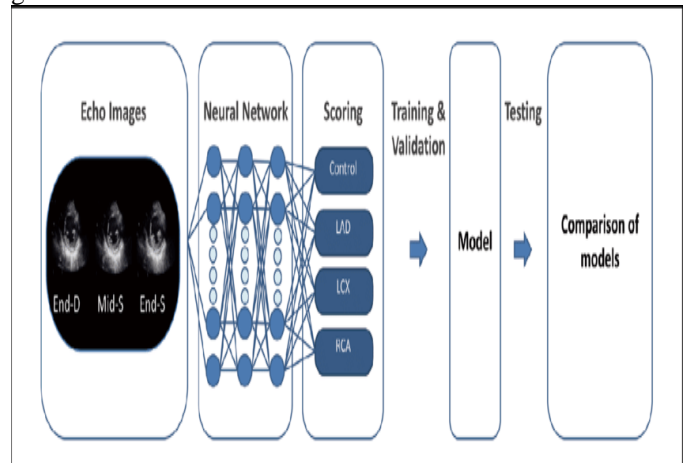 Echo Images
End-D Mid-S End-S
Neural Network
Scoring
Control
LAD
LCX
RCA
Training &
Validation
Model
Testing
Comparison of
models